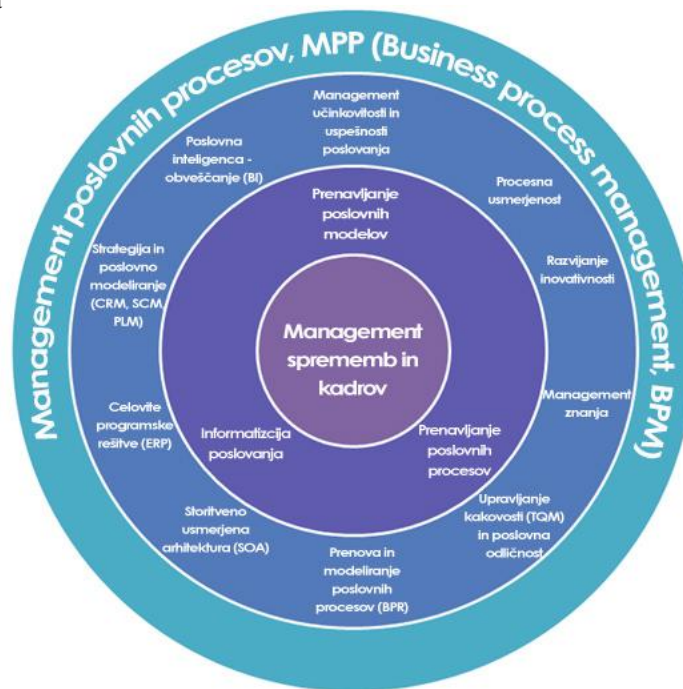 Management poslovnih procesov, MPP (Business process management, BPM)
Management
učinkovitosti in
uspešnosti
poslovanja
Procesna
usmerjenost
Razvijanje
inovativnosti
Management
znanja
Upravljanje
kakovosti (TQM)
in poslovna
odličnost
Prenova in
modeliranje
poslovnih
procesov (BPR)
Storitveno
usmerjena
arhitektura (SOA)
Celovite
programske
rešitve (ERP)
Strategija in
poslovno
modeliranje
(CRM, SCM,
PLM)
Poslovna
inteligenca -
obveščanje (BI)
Prenavljanje
poslovnih
modelov
Prenavljanje
poslovnih
procesov
Informatizcija
poslovanja
Management
sprememb in
kadrov